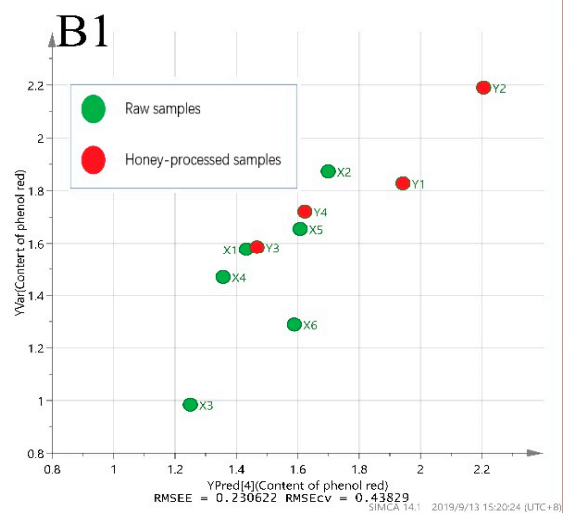 B1
Raw samples
Honey-processed samples
YVar(Content of phenol red)
2.2
2
1.8
1.6
1.4
1.2
1
0.8
Y2
X2
Y1
Y4
X5
X1
Y3
X4
X6
X3
0.8
1
1.2
1.4
1.6
1.8
2
2.2
YPred[4](Content of phenol red)
RMSEE = 0.230622 RMSEcv = 0.43829
SIMCA 14.1 2019/9/13 15:20:24 (UTC+8)